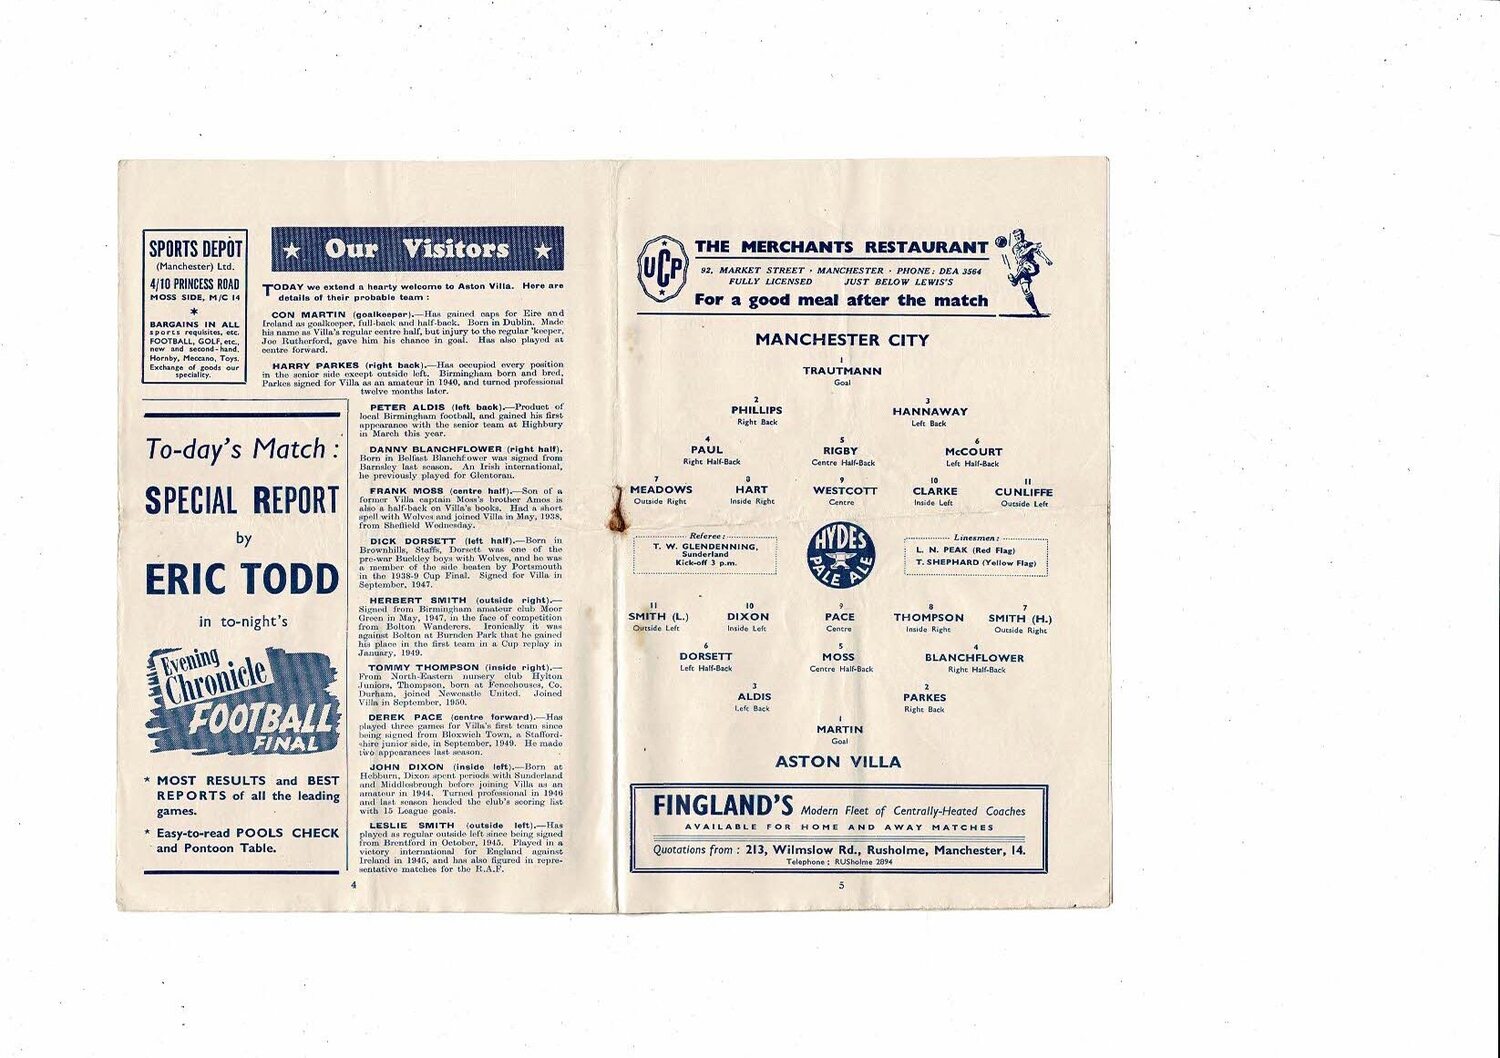 SPORTS DEPÔT
(Manchester) Ltd.
4/10 PRINCESS ROAD
MOSS SIDE, M/C 14
*
BARGAINS IN ALL
sports requisites, etc.
FOOTBALL, GOLF, etc.,
new and second-hand.
Hornby, Meccano, Toys.
Exchange of goods our
speciality.
★ Our Visitors ★
TODAY we extend a hearty welcome to Aston Villa. Here are
details of their probable team :
CON MARTIN (goalkeeper).—Has gained caps for Eire and
Ireland as goalkeeper, full-back and half-back. Born in Dublin. Made
his name as Villa's regular centre half, but injury to the regular 'keeper,
Joe Rutherford, gave him his chance in goal. Has also played at
centre forward.
HARRY PARKES (right back).—Has occupied every position
in the senior side except outside left. Birmingham born and bred,
Parkes signed for Villa as an amateur in 1940, and turned professional
twelve months later.
PETER ALDIS (left back).—Product of
local Birmingham football, and gained his first
appearance with the senior team at Highbury
in March this year.
DANNY BLANCHFLOWER (right half).
Born in Belfast Blanchflower was signed from
Barnsley last season. An Irish international,
he previously played for Glentoran.
FRANK MOSS (centre half).—Son of a
former Villa captain Moss's brother Amos is
also a half-back on Villa's books. Had a short
spell with Wolves and joined Villa in May, 1938,
from Sheffield Wednesday.
DICK DORSETT (left half).—Born in
Brownhills, Staffs, Dorsett was one of the
pre-war Buckley boys with Wolves, and he was
a member of the side beaten by Portsmouth
in the 1938-9 Cup Final. Signed for Villa in
September, 1947.
HERBERT SMITH (outside right).—
Signed from Birmingham amateur club Moor
Green in May, 1947, in the face of competition
from Bolton Wanderers. Ironically it was
against Bolton at Burnden Park that he gained
his place in the first team in a Cup replay in
January, 1949.
TOMMY THOMPSON (inside right).—
From North-Eastern nursery club Hylton
Juniors, Thompson, born at Fencehouses, Co.
Durham, joined Newcastle United. Joined
Villa in September, 1950.
DEREK PACE (centre forward).—Has
played three games for Villa's first team since
being signed from Bloxwich Town, a Stafford-
shire junior side, in September, 1949. He made
two appearances last season.
JOHN DIXON (inside left).—Born at
Hebburn, Dixon spent periods with Sunderland
and Middlesbrough before joining Villa as an
amateur in 1944. Turned professional in 1946
and last season headed the club's scoring list
with 15 League goals.
LESLIE SMITH (outside left).—Has
played as regular outside left since being signed
from Brentford in October, 1945. Played in a
victory international for England against
Ireland in 1945, and has also figured in repre-
sentative matches for the R.A.F.
To-day's Match :
SPECIAL REPORT
by
ERIC TODD
in to-night's
Evening
Chronicle
FOOTBALL
FINAL
* MOST RESULTS and BEST
REPORTS of all the leading
games.
* Easy-to-read POOLS CHECK
and Pontoon Table.
4
UCP
THE MERCHANTS RESTAURANT
92, MARKET STREET · MANCHESTER · PHONE: DEA 3564
FULLY LICENSED JUST BELOW LEWIS'S
For a good meal after the match
MANCHESTER CITY
1
TRAUTMANN
Goal
2 3
PHILLIPS HANNAWAY
Right Back Left Back
4 5 6
PAUL RIGBY McCOURT
Right Half-Back Centre Half-Back Left Half-Back
7 8 9 10 11
MEADOWS HART WESTCOTT CLARKE CUNLIFFE
Outside Right Inside Right Centre Inside Left Outside Left
Referee :
T. W. GLENDENNING,
Sunderland
Kick-off 3 p.m.
HYDES
PALE ALE
Linesmen :
L. N. PEAK (Red Flag)
T. SHEPHARD (Yellow Flag)
11 10 9 8 7
SMITH (L.) DIXON PACE THOMPSON SMITH (H.)
Outside Left Inside Left Centre Inside Right Outside Right
6 5 4
DORSETT MOSS BLANCHFLOWER
Left Half-Back Centre Half-Back Right Half-Back
3 2
ALDIS PARKES
Left Back Right Back
1
MARTIN
Goal
ASTON VILLA
FINGLAND'S Modern Fleet of Centrally-Heated Coaches
AVAILABLE FOR HOME AND AWAY MATCHES
Quotations from : 213, Wilmslow Rd., Rusholme, Manchester, 14.
Telephone : RUSholme 2894
5